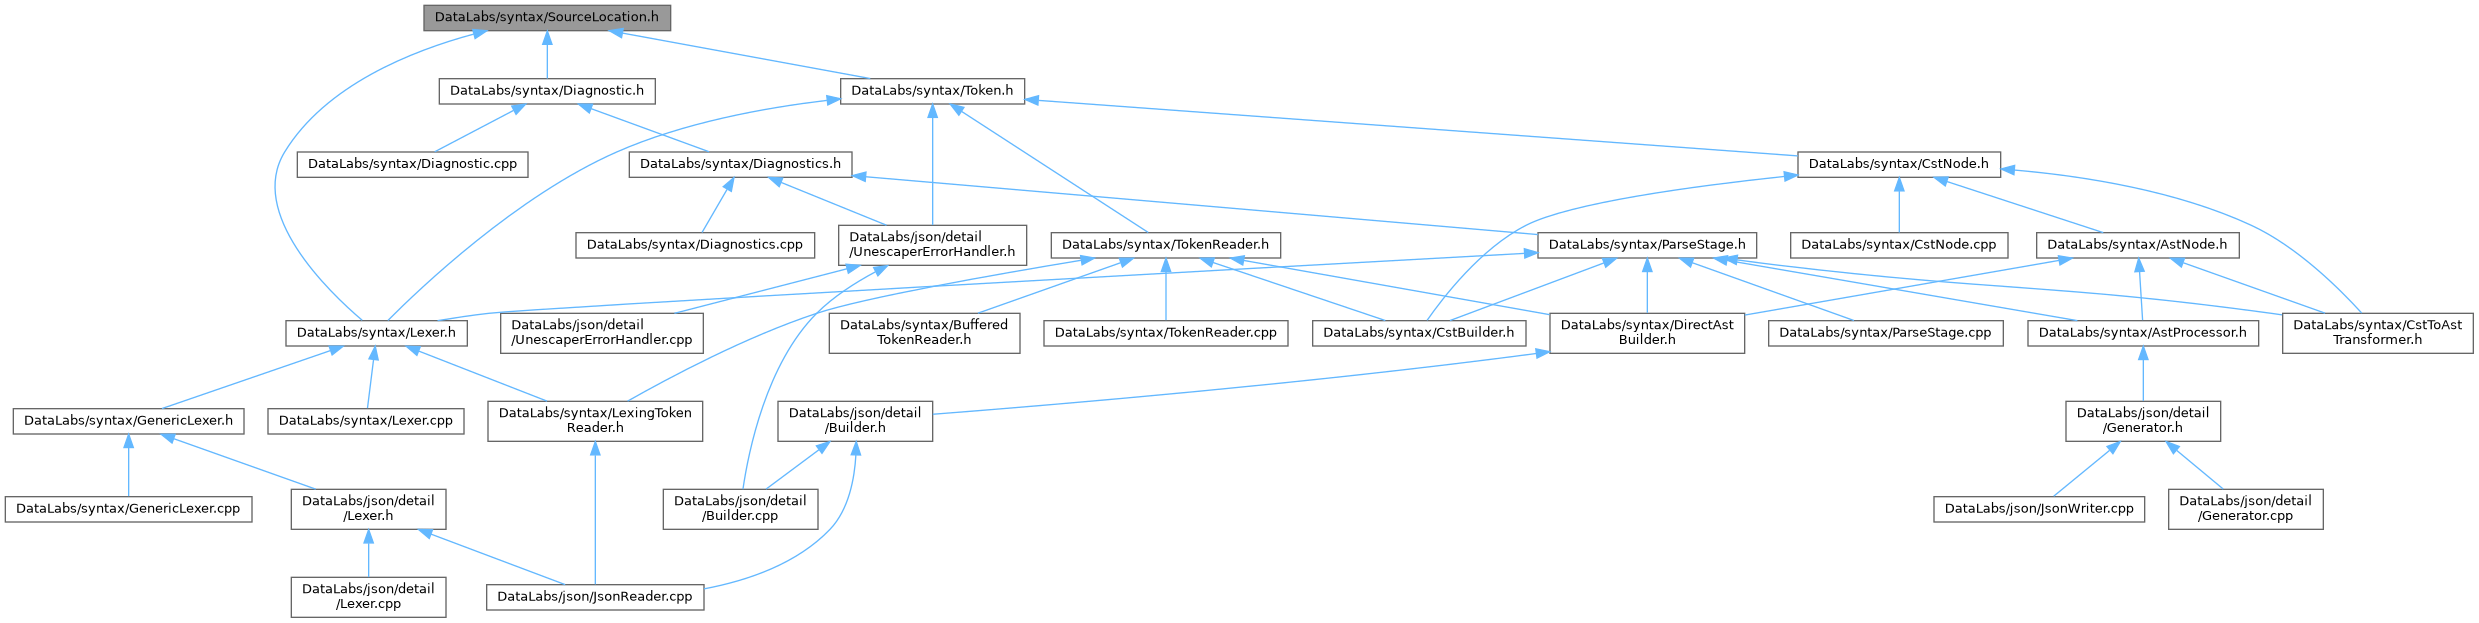 DataLabs/syntax/SourceLocation.h
DataLabs/syntax/Diagnostic.h
DataLabs/syntax/Token.h
DataLabs/syntax/Diagnostic.cpp
DataLabs/syntax/Diagnostics.h
DataLabs/syntax/CstNode.h
DataLabs/syntax/Diagnostics.cpp
DataLabs/json/detail
/UnescaperErrorHandler.h
DataLabs/syntax/TokenReader.h
DataLabs/syntax/ParseStage.h
DataLabs/syntax/CstNode.cpp
DataLabs/syntax/AstNode.h
DataLabs/syntax/Lexer.h
DataLabs/json/detail
/UnescaperErrorHandler.cpp
DataLabs/syntax/Buffered
TokenReader.h
DataLabs/syntax/TokenReader.cpp
DataLabs/syntax/CstBuilder.h
DataLabs/syntax/DirectAst
Builder.h
DataLabs/syntax/ParseStage.cpp
DataLabs/syntax/AstProcessor.h
DataLabs/syntax/CstToAst
Transformer.h
DataLabs/syntax/GenericLexer.h
DataLabs/syntax/Lexer.cpp
DataLabs/syntax/LexingToken
Reader.h
DataLabs/json/detail
/Builder.h
DataLabs/json/detail
/Generator.h
DataLabs/syntax/GenericLexer.cpp
DataLabs/json/detail
/Lexer.h
DataLabs/json/detail
/Builder.cpp
DataLabs/json/JsonWriter.cpp
DataLabs/json/detail
/Generator.cpp
DataLabs/json/detail
/Lexer.cpp
DataLabs/json/JsonReader.cpp